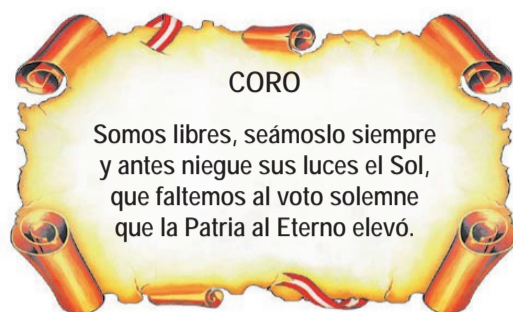 CORO
Somos libres, seámoslo siempre
y antes niegue sus luces el Sol,
que faltemos al voto solemne
que la Patria al Eterno elevó.